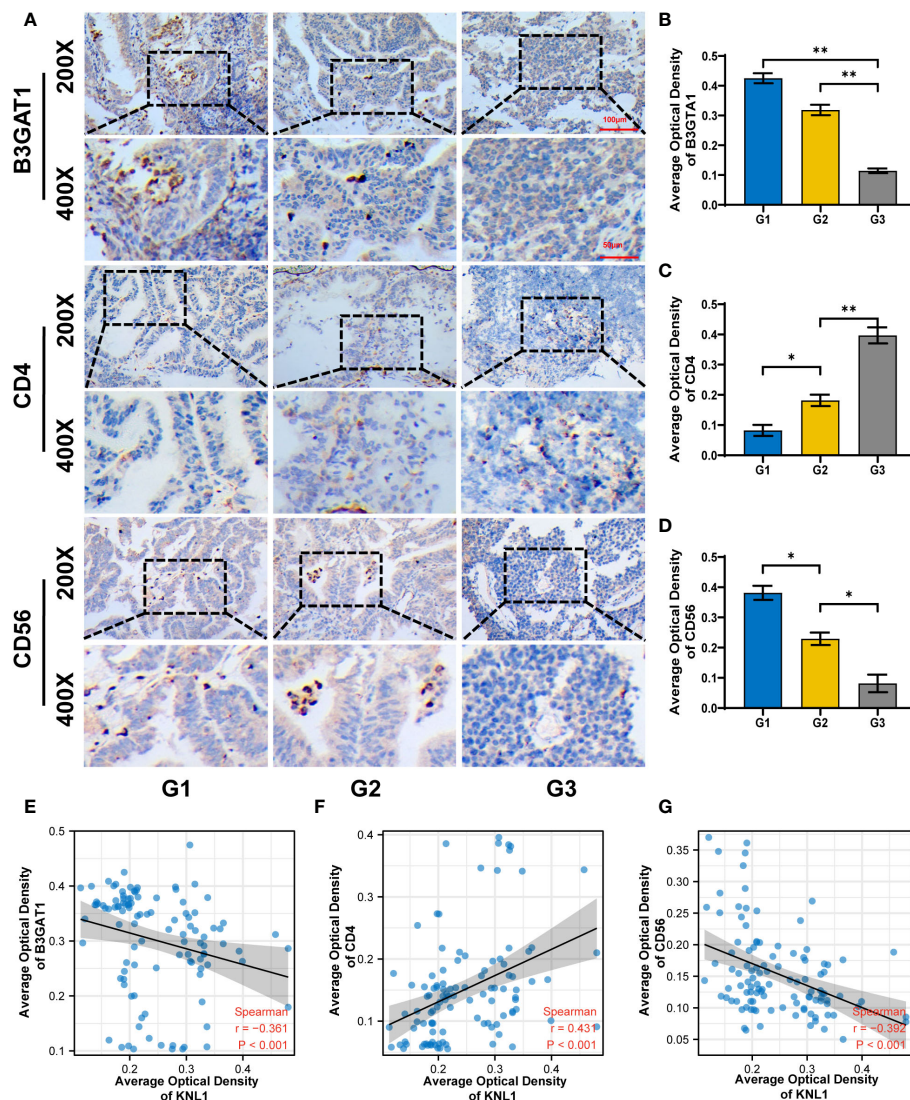 A
200X
B3GAT1
400X
100μm
50μm
200X
CD4
400X
200X
CD56
400X
G1
G2
G3
B
Average Optical Density
of B3GTA1
0.5
0.4
0.3
0.2
0.1
0.0
**
**
G1
G2
G3
C
Average Optical Density
of CD4
0.5
0.4
0.3
0.2
0.1
0.0
*
**
G1
G2
G3
D
Average Optical Density
of CD56
0.5
0.4
0.3
0.2
0.1
0.0
*
*
G1
G2
G3
E
Average Optical Density
of B3GAT1
0.5
0.4
0.3
0.2
0.1
Spearman
r = −0.361
P < 0.001
0.2
0.3
0.4
Average Optical Density
of KNL1
F
Average Optical Density
of CD4
0.4
0.3
0.2
0.1
Spearman
r = 0.431
P < 0.001
0.2
0.3
0.4
Average Optical Density
of KNL1
G
Average Optical Density
of CD56
0.35
0.30
0.25
0.20
0.15
0.10
0.05
Spearman
r = −0.392
P < 0.001
0.2
0.3
0.4
Average Optical Density
of KNL1